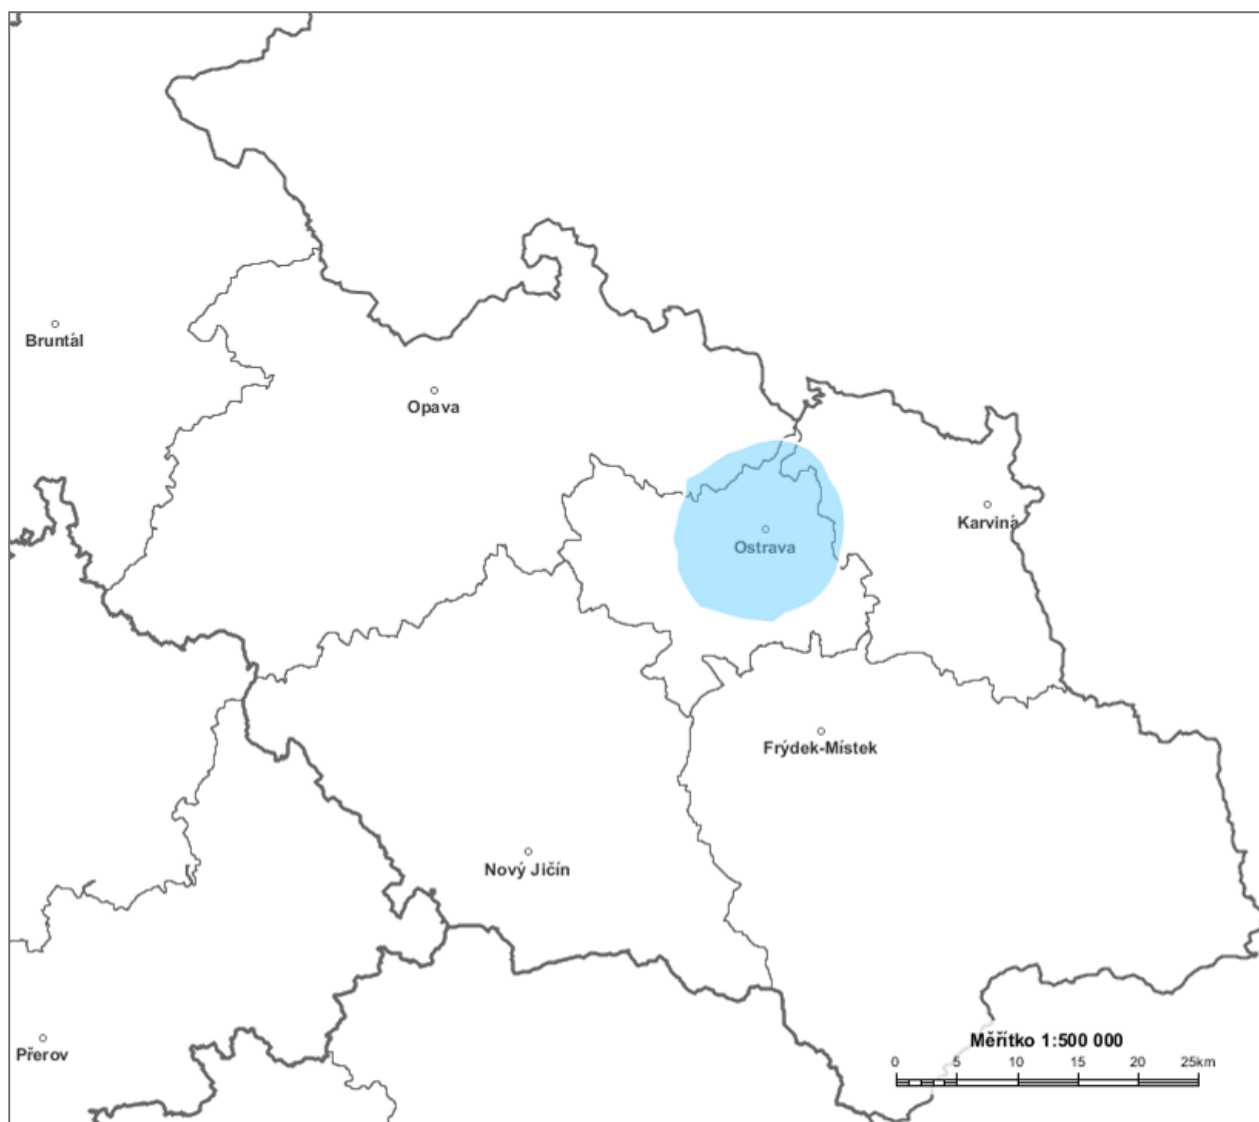 Bruntál
Opava
Karviná
Ostrava
Frýdek-Místek
Nový Jičín
Přerov
Měřítko 1:500 000
0 5 10 15 20 25km